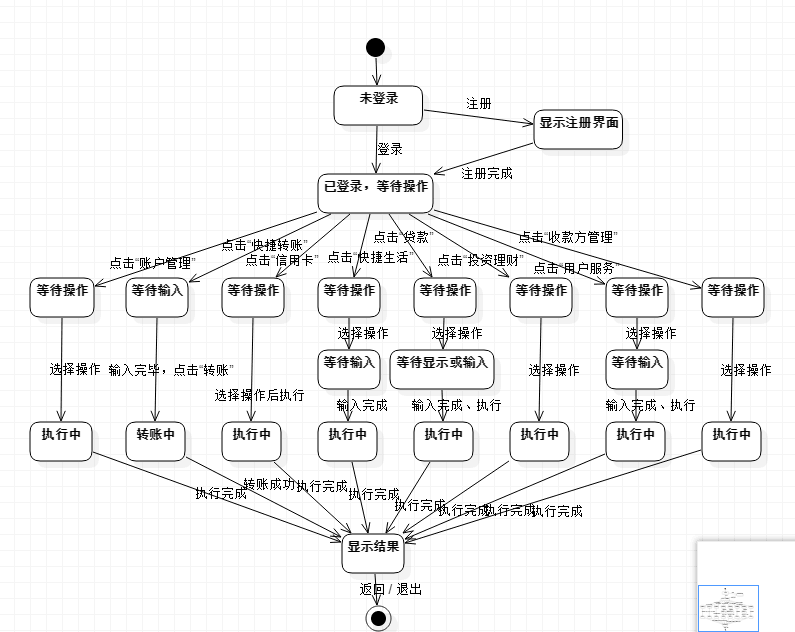 未登录
注册
显示注册界面
登录
注册完成
已登录，等待操作
点击“账户管理”
点击“快捷转账”
点击“信用卡”
点击“快捷生活”
点击“贷款”
点击“投资理财”
点击“用户服务”
点击“收款方管理”
等待操作
等待输入
等待操作
等待操作
等待操作
等待操作
等待操作
等待操作
选择操作
选择操作
选择操作
等待输入
等待显示或输入
等待输入
选择操作
输入完毕，点击“转账”
选择操作后执行
选择操作
选择操作
输入完成
输入完成、执行
输入完成、执行
执行中
转账中
执行中
执行中
执行中
执行中
执行中
执行中
执行完成
转账成功
执行完成
执行完成
执行完成
执行完成
执行完成
执行完成
显示结果
返回 / 退出